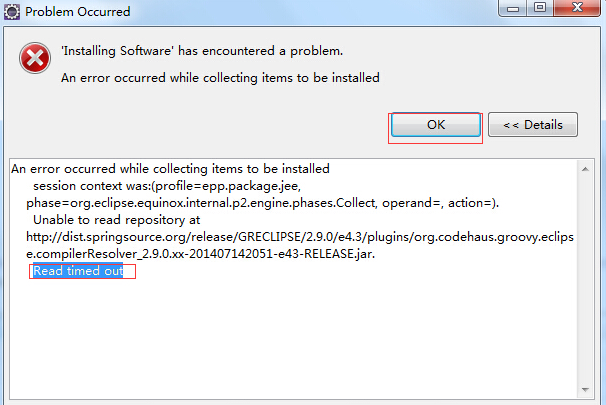 Problem Occurred
'Installing Software' has encountered a problem.
An error occurred while collecting items to be installed
OK
<< Details
An error occurred while collecting items to be installed
session context was:(profile=epp.package.jee,
phase=org.eclipse.equinox.internal.p2.engine.phases.Collect, operand=, action=).
Unable to read repository at
http://dist.springsource.org/release/GRECLIPSE/2.9.0/e4.3/plugins/org.codehaus.groovy.eclips
e.compilerResolver_2.9.0.xx-201407142051-e43-RELEASE.jar.
Read timed out